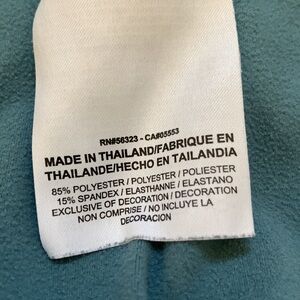 RN#56323 - CA#05553
MADE IN THAILAND/FABRIQUE EN
THAILANDE/HECHO EN TAILANDIA
85% POLYESTER / POLYESTER / POLIESTER
15% SPANDEX / ELASTHANNE / ELASTANO
EXCLUSIVE OF DECORATION / DECORATION
NON COMPRISE / NO INCLUYE LA
DECORACION